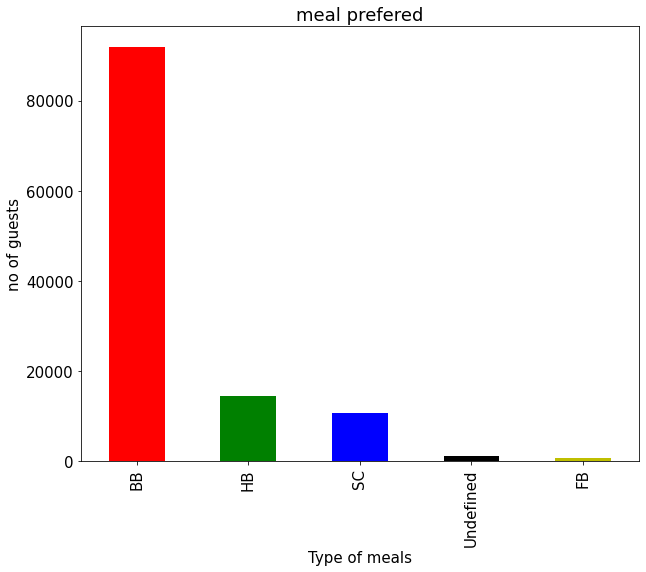 meal prefered
no of guests
80000
60000
40000
20000
0
BB
HB
SC
Undefined
FB
Type of meals